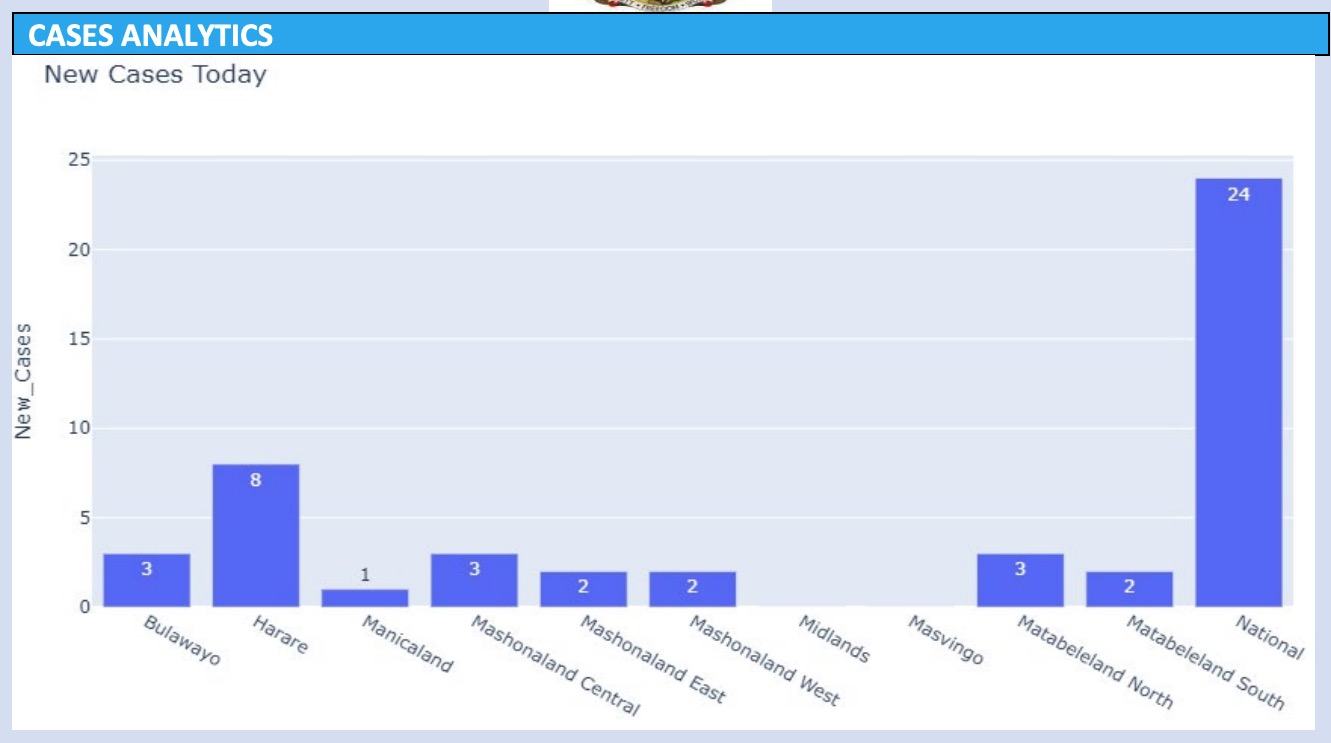 FREEDOM
CASES ANALYTICS
New Cases Today
New_Cases
25
20
15
10
5
0
3
8
1
3
2
2
3
2
24
Bulawayo
Harare
Manicaland
Mashonaland Central
Mashonaland East
Mashonaland West
Midlands
Masvingo
Matabeleland North
Matabeleland South
National